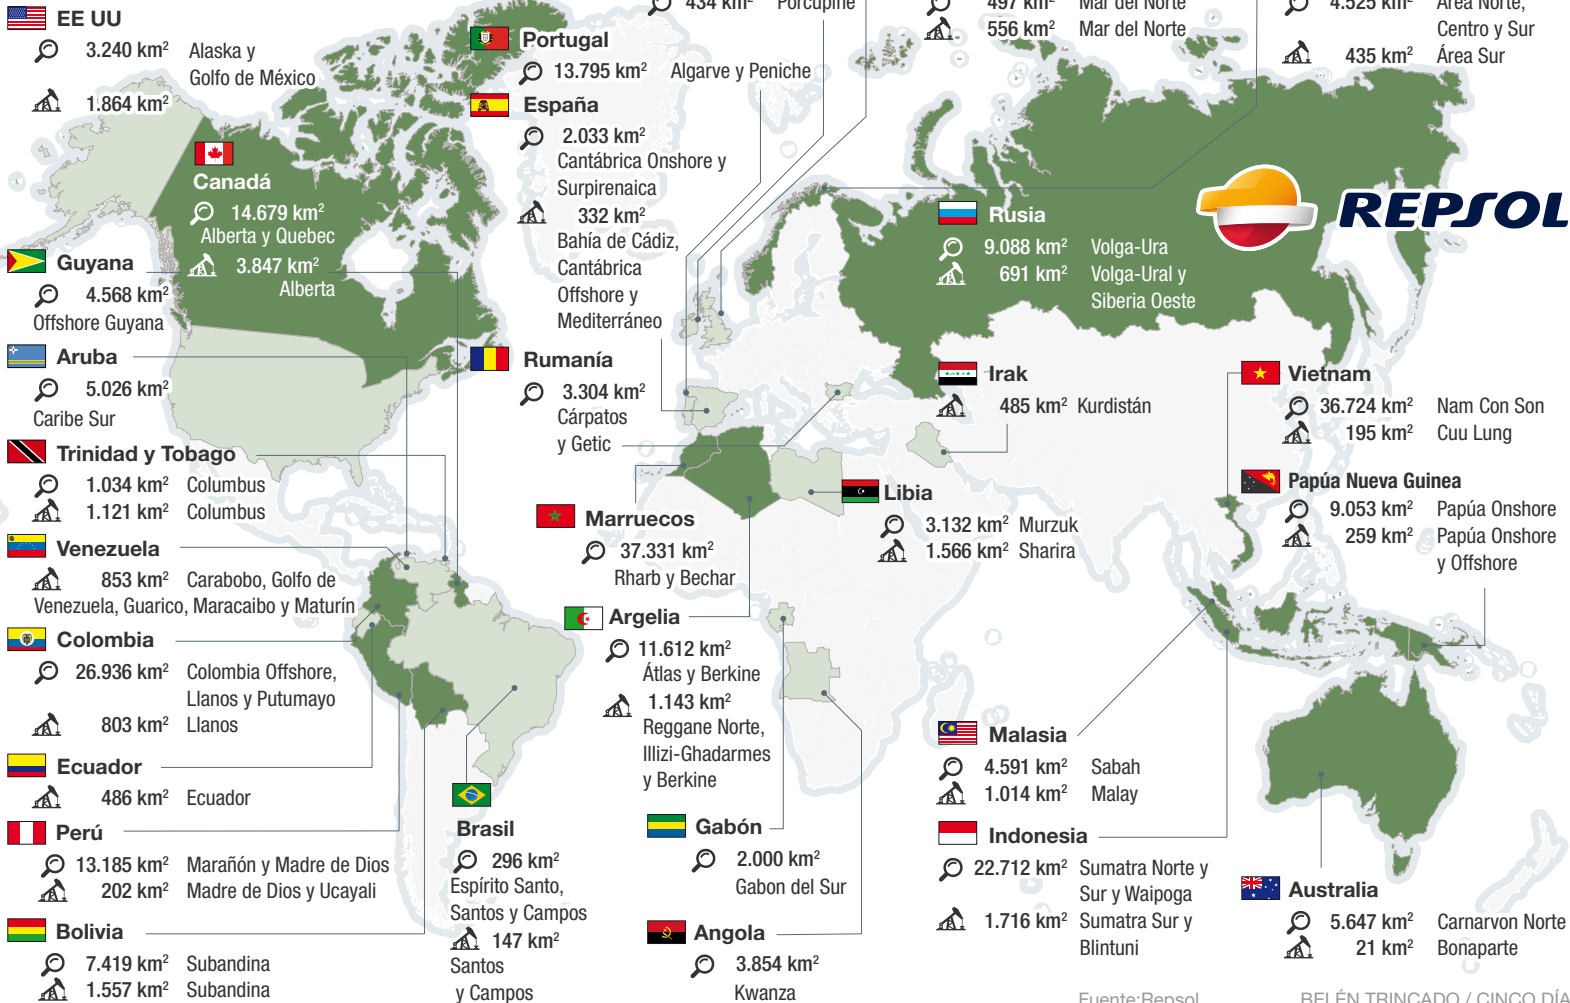 EE UU
3.240 km² Alaska y
Golfo de México
1.864 km²
Canadá
14.679 km²
Alberta y Quebec
3.847 km²
Alberta
Guyana
4.568 km²
Offshore Guyana
Aruba
5.026 km²
Caribe Sur
Trinidad y Tobago
1.034 km² Columbus
1.121 km² Columbus
Venezuela
853 km² Carabobo, Golfo de
Venezuela, Guarico, Maracaibo y Maturín
Colombia
26.936 km² Colombia Offshore,
Llanos y Putumayo
803 km² Llanos
Ecuador
486 km² Ecuador
Perú
13.185 km² Marañón y Madre de Dios
202 km² Madre de Dios y Ucayali
Bolivia
7.419 km² Subandina
1.557 km² Subandina
Brasil
296 km²
Espírito Santo,
Santos y Campos
147 km²
Santos
y Campos
434 km² Porcupine
Portugal
13.795 km² Algarve y Peniche
España
2.033 km²
Cantábrica Onshore y
Surpirenaica
332 km²
Bahía de Cádiz,
Cantábrica
Offshore y
Mediterráneo
Rumanía
3.304 km²
Cárpatos
y Getic
Marruecos
37.331 km²
Rharb y Bechar
Argelia
11.612 km²
Átlas y Berkine
1.143 km²
Reggane Norte,
Illizi-Ghadarmes
y Berkine
Gabón
2.000 km²
Gabon del Sur
Angola
3.854 km²
Kwanza
497 km² Mar del Norte
556 km² Mar del Norte
4.525 km² Área Norte,
Centro y Sur
435 km² Área Sur
REPSOL
Rusia
9.088 km² Volga-Ura
691 km² Volga-Ural y
Siberia Oeste
Irak
485 km² Kurdistán
Libia
3.132 km² Murzuk
1.566 km² Sharira
Vietnam
36.724 km² Nam Con Son
195 km² Cuu Lung
Papúa Nueva Guinea
9.053 km² Papúa Onshore
259 km² Papúa Onshore
y Offshore
Malasia
4.591 km² Sabah
1.014 km² Malay
Indonesia
22.712 km² Sumatra Norte y
Sur y Waipoga
1.716 km² Sumatra Sur y
Blintuni
Australia
5.647 km² Carnarvon Norte
21 km² Bonaparte
Fuente:Repsol
BELÉN TRINCADO / CINCO DÍA